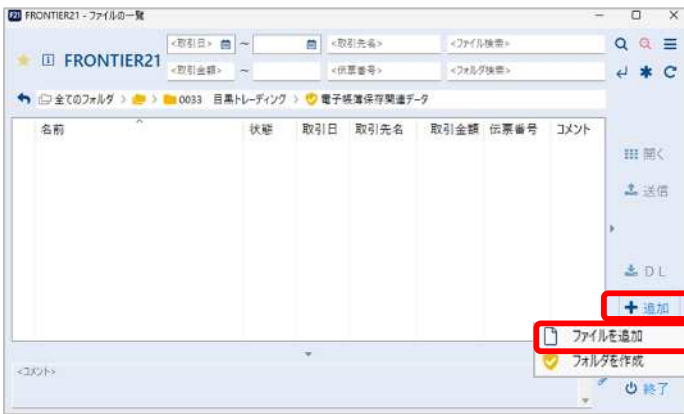 F21 FRONTIER21 - ファイルの一覧
<取引日> ～ <取引先名> <ファイル検索>
FRONTIER21
<取引金額> ～ <伝票番号> <フォルダ検索>
全てのフォルダ > > 0033 目黒トレーディング > 電子帳簿保存関連データ
名前 状態 取引日 取引先名 取引金額 伝票番号 コメント
開く
送信
ＤＬ
追加
ファイルを追加
フォルダを作成
<コメント>
終了